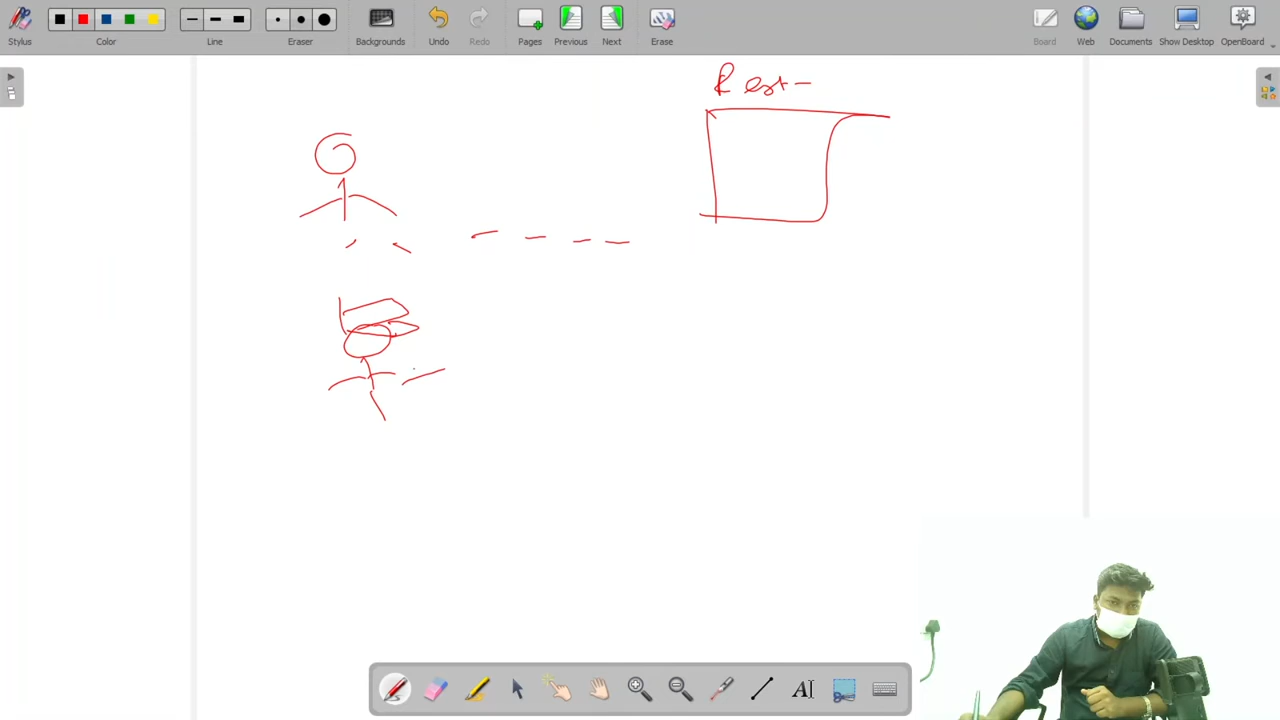 Stylus
Color
Line
Eraser
Backgrounds
Undo
Redo
Pages
Previous
Next
Erase
Board
Web
Documents
Show Desktop
OpenBoard
Rest-